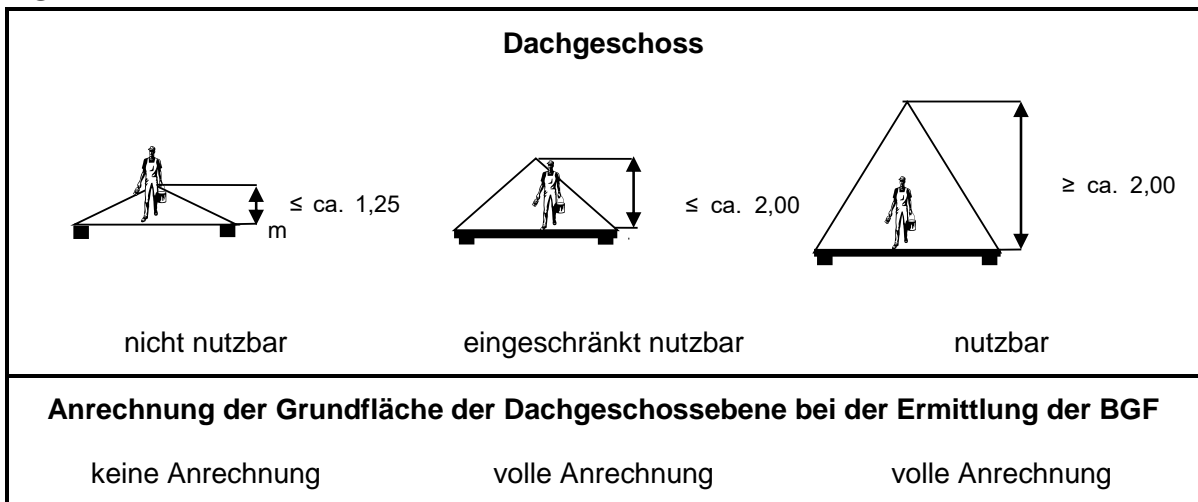 Dachgeschoss
≤ ca. 1,25 m
≤ ca. 2,00
≥ ca. 2,00
nicht nutzbar eingeschränkt nutzbar nutzbar
Anrechnung der Grundfläche der Dachgeschossebene bei der Ermittlung der BGF
keine Anrechnung volle Anrechnung volle Anrechnung